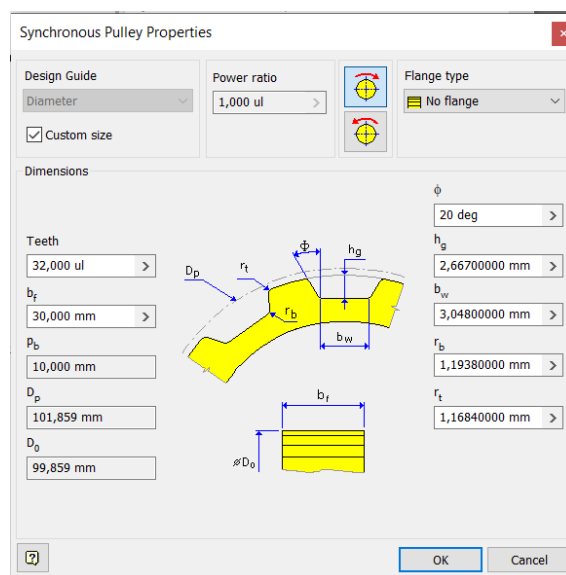 Synchronous Pulley Properties
Design Guide
Diameter
Custom size
Power ratio
1,000 ul
Flange type
No flange
Dimensions
Teeth
32,000 ul
bf
30,000 mm
pb
10,000 mm
Dp
101,859 mm
D0
99,859 mm
Dp
rt
Φ
hg
rb
bw
bf
⌀D0
ϕ
20 deg
hg
2,66700000 mm
bw
3,04800000 mm
rb
1,19380000 mm
rt
1,16840000 mm
OK
Cancel